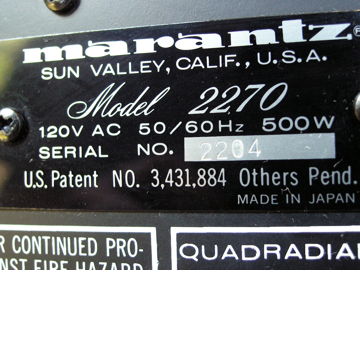 marantz®
SUN VALLEY, CALIF., U.S.A.
Model 2270
120V AC 50/60Hz 500W
SERIAL NO. 2204
U.S. Patent NO. 3,431,884 Others Pend.
MADE IN JAPAN
R CONTINUED PRO-
NST FIRE HAZARD
QUADRADIAL